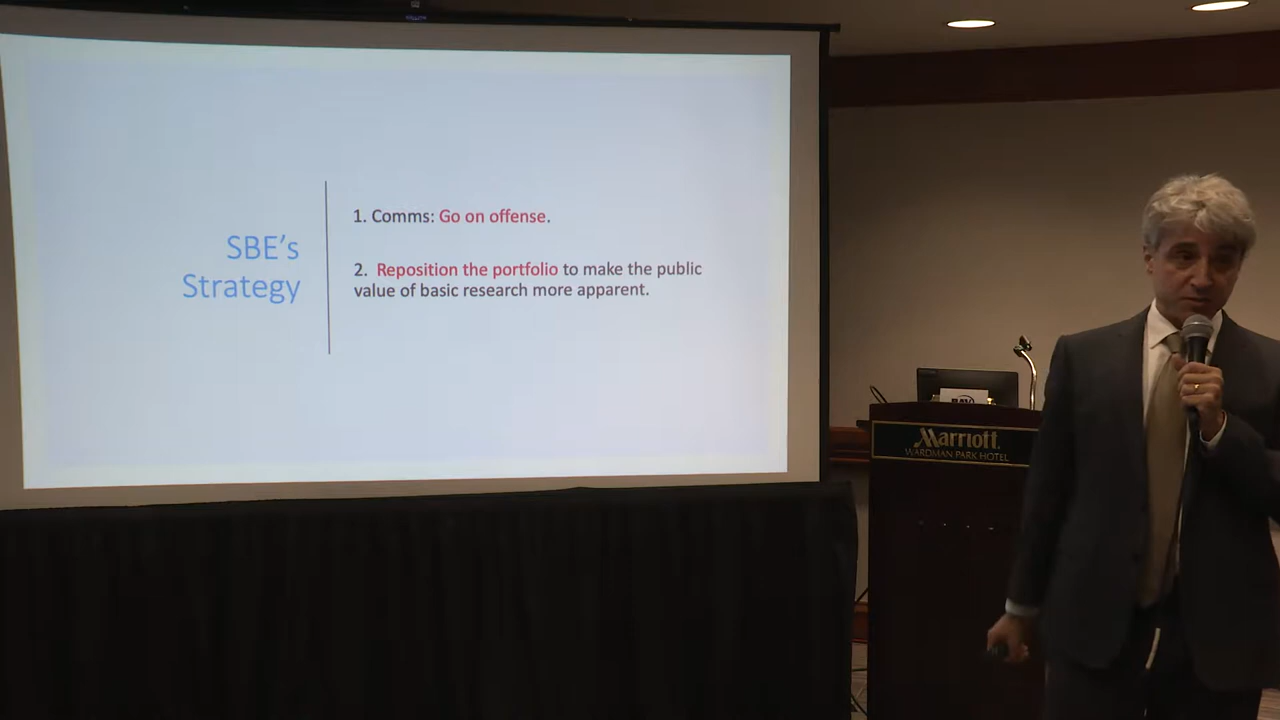 SBE's
Strategy
1. Comms: Go on offense.
2. Reposition the portfolio to make the public
value of basic research more apparent.
Marriott
WARDMAN PARK HOTEL